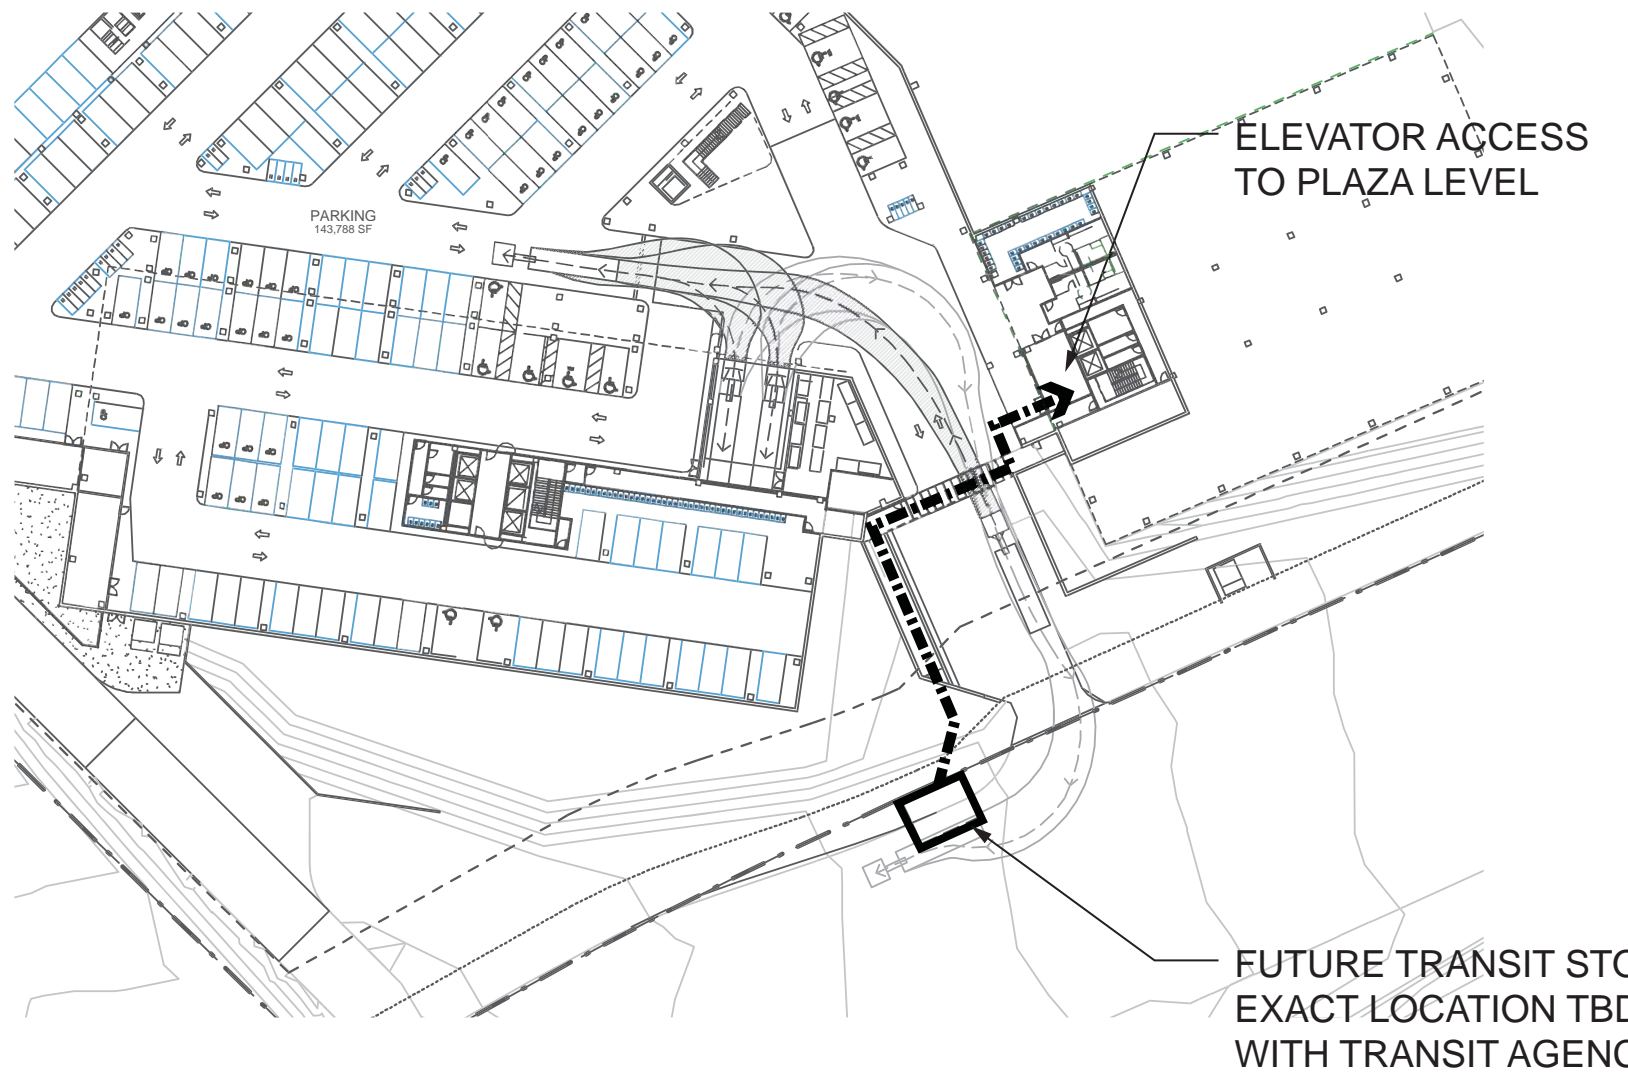 ELEVATOR ACCESS
TO PLAZA LEVEL
PARKING
143,788 SF
FUTURE TRANSIT STO
EXACT LOCATION TBD
WITH TRANSIT AGENC